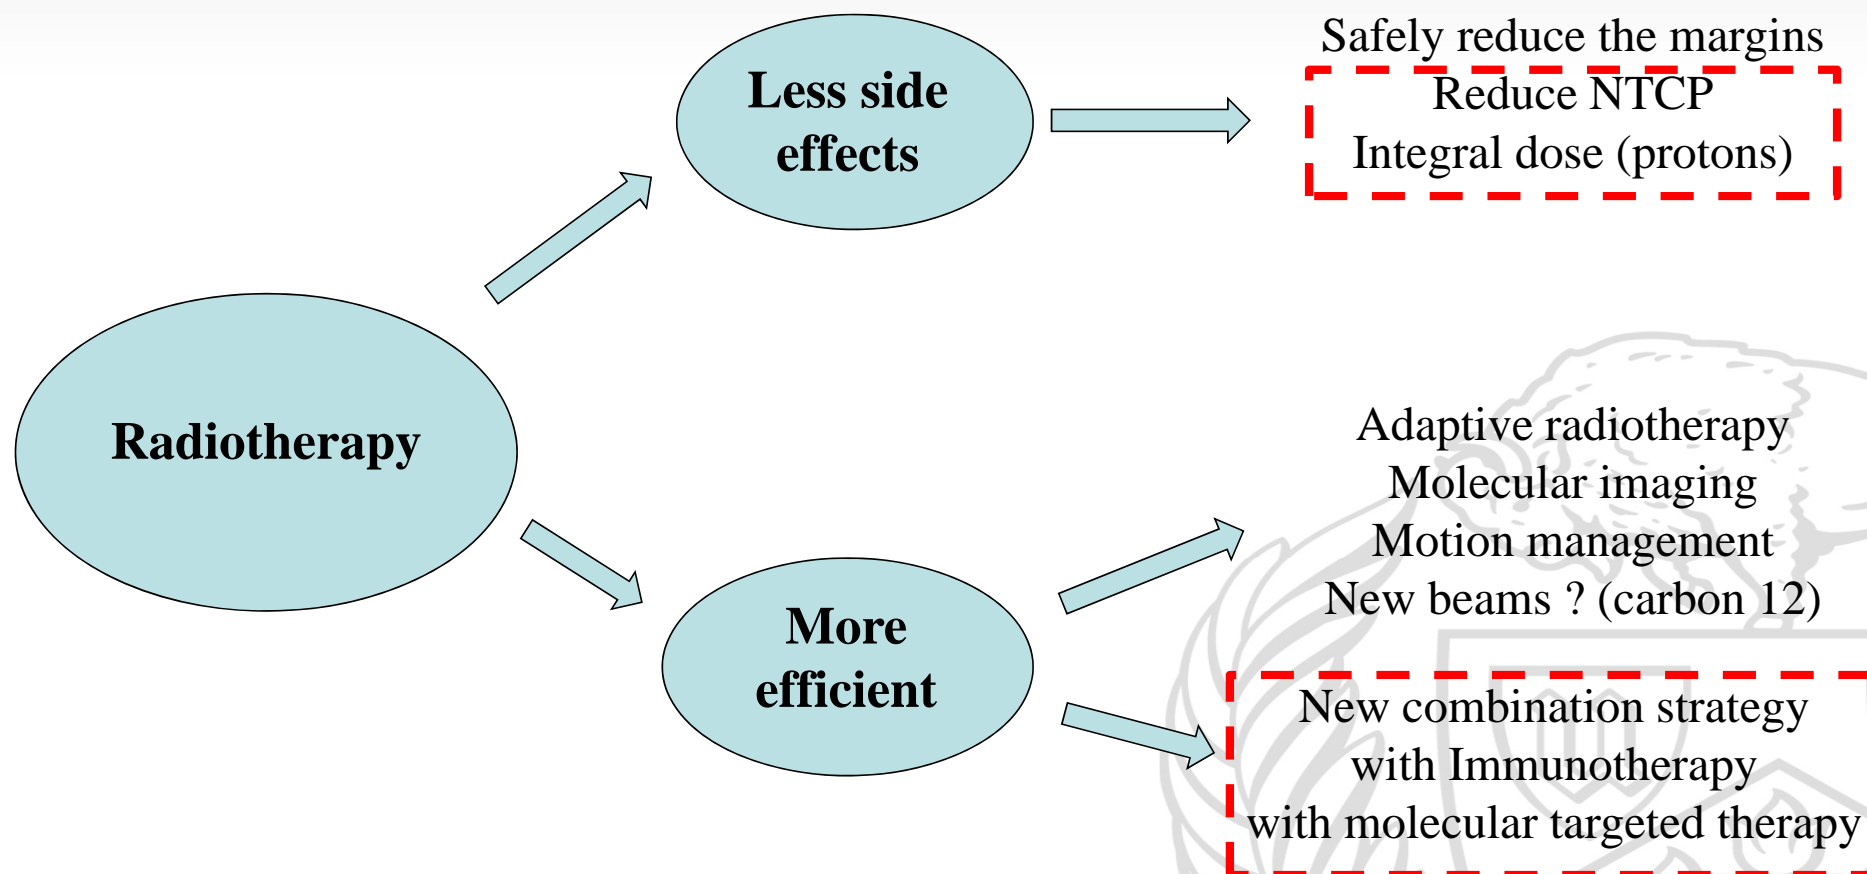 Radiotherapy
Less side
effects
Safely reduce the margins
Reduce NTCP
Integral dose (protons)
More
efficient
Adaptive radiotherapy
Molecular imaging
Motion management
New beams ? (carbon 12)
New combination strategy
with Immunotherapy
with molecular targeted therapy